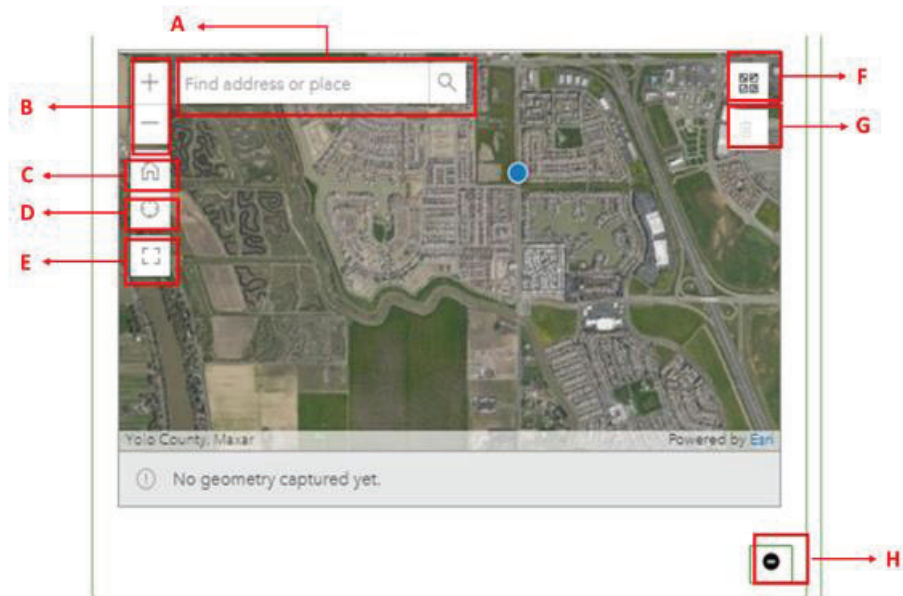 A
Find address or place
B
C
D
E
F
G
Yolo County, Maxar
Powered by Esri
No geometry captured yet.
H